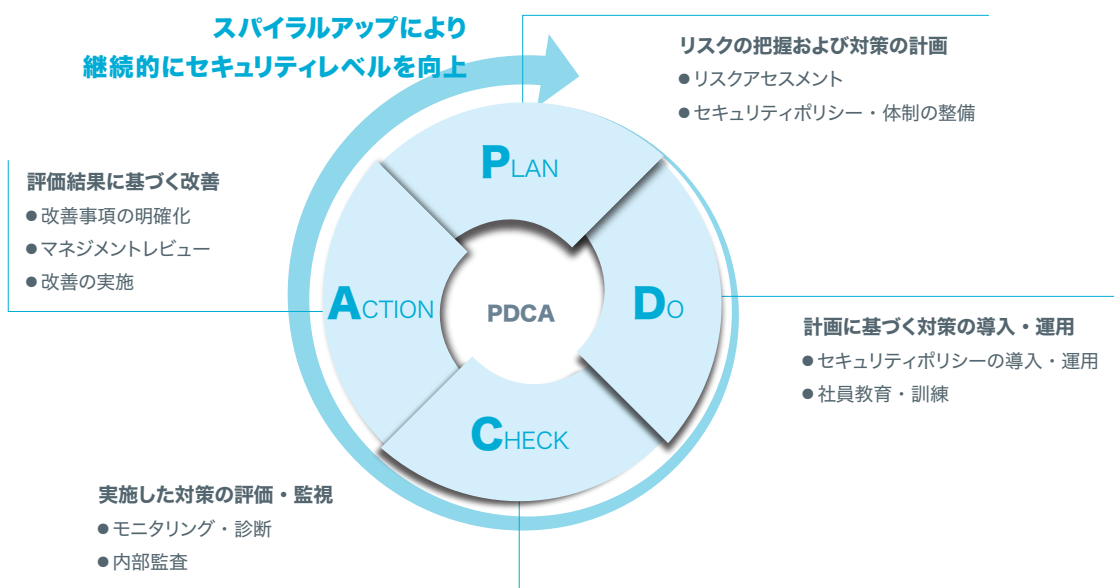 スパイラルアップにより
継続的にセキュリティレベルを向上
リスクの把握および対策の計画
●リスクアセスメント
●セキュリティポリシー・体制の整備
PLAN
評価結果に基づく改善
●改善事項の明確化
●マネジメントレビュー
●改善の実施
ACTION
PDCA
DO
計画に基づく対策の導入・運用
●セキュリティポリシーの導入・運用
●社員教育・訓練
CHECK
実施した対策の評価・監視
●モニタリング・診断
●内部監査